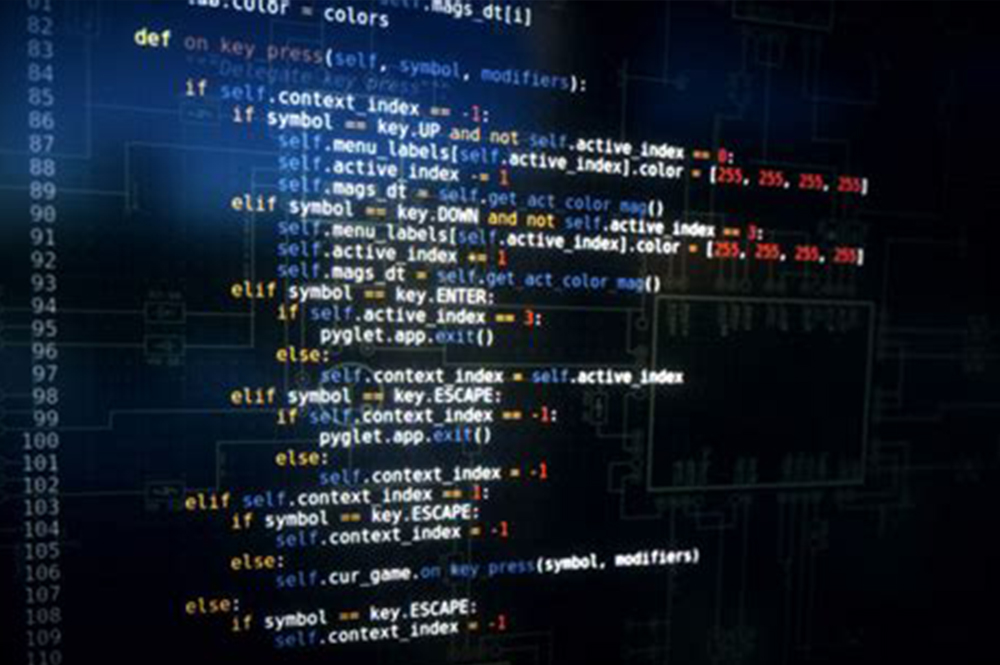 81 self.mags_dt[i]
82 lab.color = colors
83 def on_key_press(self, symbol, modifiers):
84 """Delegate key press"""
85 if self.context_index == -1:
86 if symbol == key.UP and not self.active_index == 0:
87 self.menu_labels[self.active_index].color = [255, 255, 255, 255]
88 self.active_index -= 1
89 self.mags_dt = self.get_act_color_mag()
90 elif symbol == key.DOWN and not self.active_index == 3:
91 self.menu_labels[self.active_index].color = [255, 255, 255, 255]
92 self.active_index += 1
93 self.mags_dt = self.get_act_color_mag()
94 elif symbol == key.ENTER:
95 if self.active_index == 3:
96 pyglet.app.exit()
97 else:
98 self.context_index = self.active_index
99 elif symbol == key.ESCAPE:
100 if self.context_index == -1:
101 pyglet.app.exit()
102 else:
103 self.context_index = -1
104 elif self.context_index == 1:
105 if symbol == key.ESCAPE:
106 self.context_index = -1
107 else:
108 self.cur_game.on_key_press(symbol, modifiers)
109 else:
110 if symbol == key.ESCAPE:
self.context_index = -1